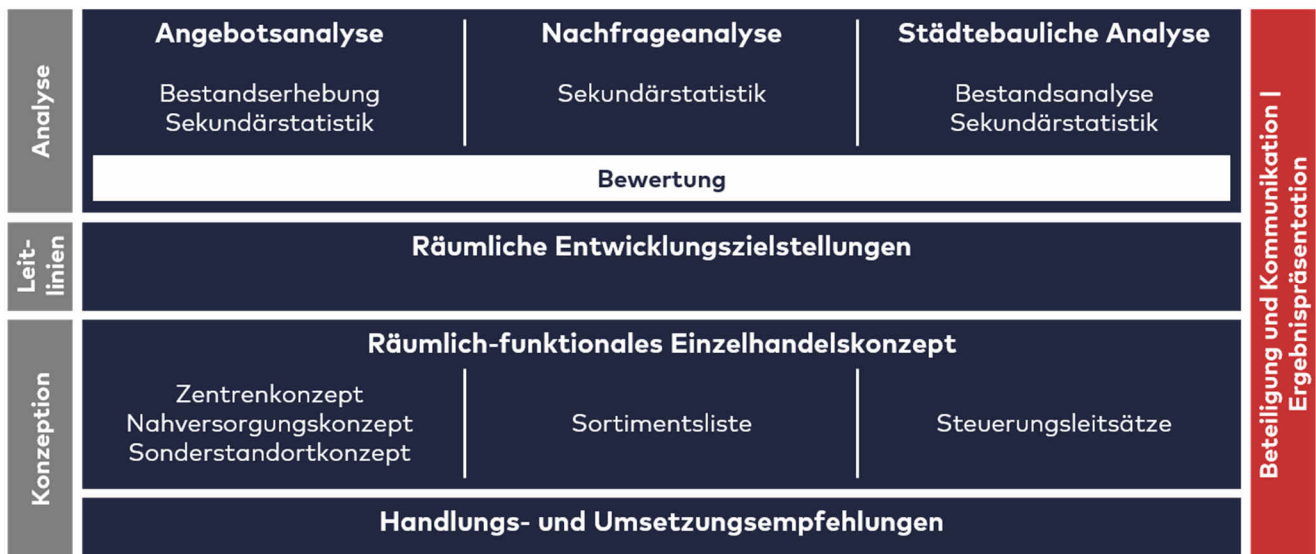 Analyse
Angebotsanalyse
Bestandserhebung
Sekundärstatistik
Nachfrageanalyse
Sekundärstatistik
Städtebauliche Analyse
Bestandsanalyse
Sekundärstatistik
Bewertung
Leit-
linien
Räumliche Entwicklungszielstellungen
Konzeption
Räumlich-funktionales Einzelhandelskonzept
Zentrenkonzept
Nahversorgungskonzept
Sonderstandortkonzept
Sortimentsliste
Steuerungsleitsätze
Handlungs- und Umsetzungsempfehlungen
Beteiligung und Kommunikation |
Ergebnispräsentation